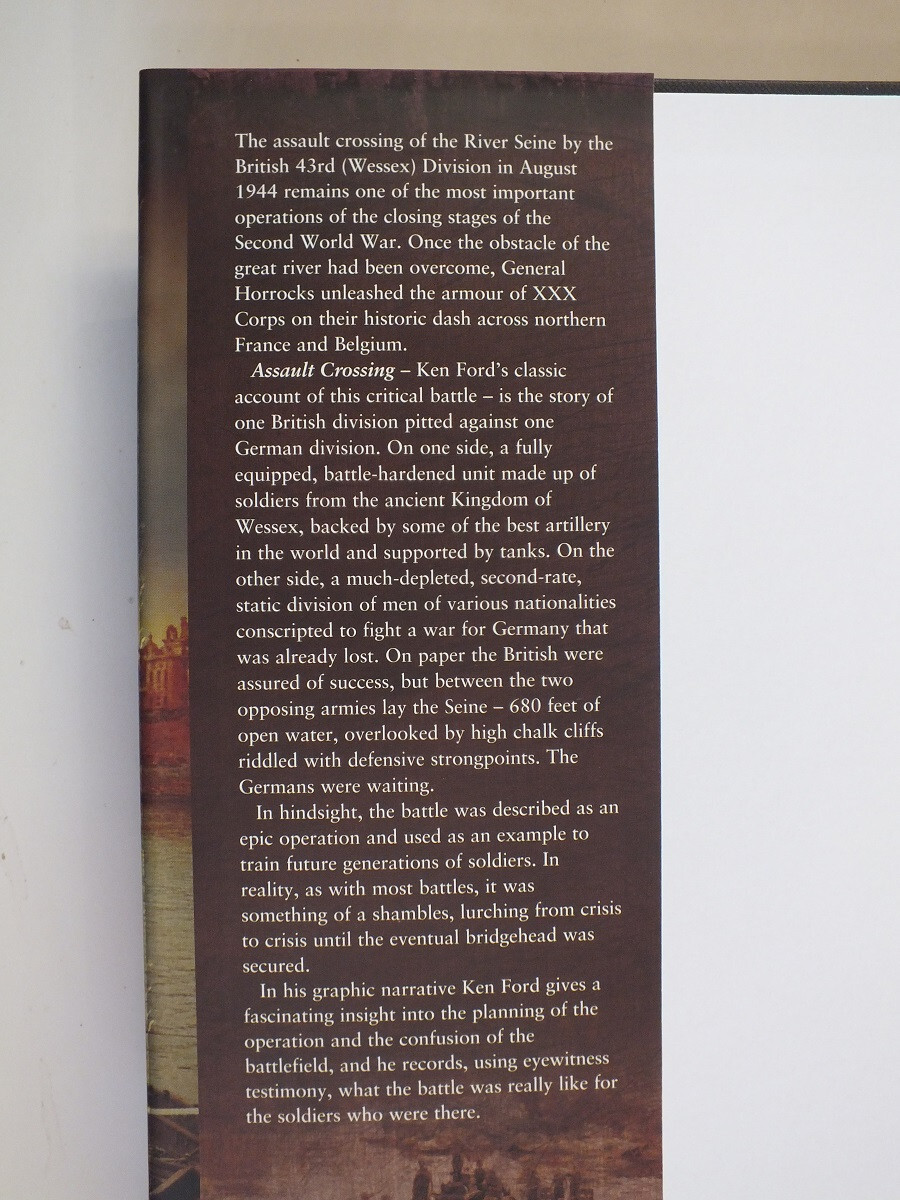 The assault crossing of the River Seine by the
British 43rd (Wessex) Division in August
1944 remains one of the most important
operations of the closing stages of the
Second World War. Once the obstacle of the
great river had been overcome, General
Horrocks unleashed the armour of XXX
Corps on their historic dash across northern
France and Belgium.
Assault Crossing – Ken Ford's classic
account of this critical battle – is the story of
one British division pitted against one
German division. On one side, a fully
equipped, battle-hardened unit made up of
soldiers from the ancient Kingdom of
Wessex, backed by some of the best artillery
in the world and supported by tanks. On the
other side, a much-depleted, second-rate,
static division of men of various nationalities
conscripted to fight a war for Germany that
was already lost. On paper the British were
assured of success, but between the two
opposing armies lay the Seine – 680 feet of
open water, overlooked by high chalk cliffs
riddled with defensive strongpoints. The
Germans were waiting.
In hindsight, the battle was described as an
epic operation and used as an example to
train future generations of soldiers. In
reality, as with most battles, it was
something of a shambles, lurching from crisis
to crisis until the eventual bridgehead was
secured.
In his graphic narrative Ken Ford gives a
fascinating insight into the planning of the
operation and the confusion of the
battlefield, and he records, using eyewitness
testimony, what the battle was really like for
the soldiers who were there.